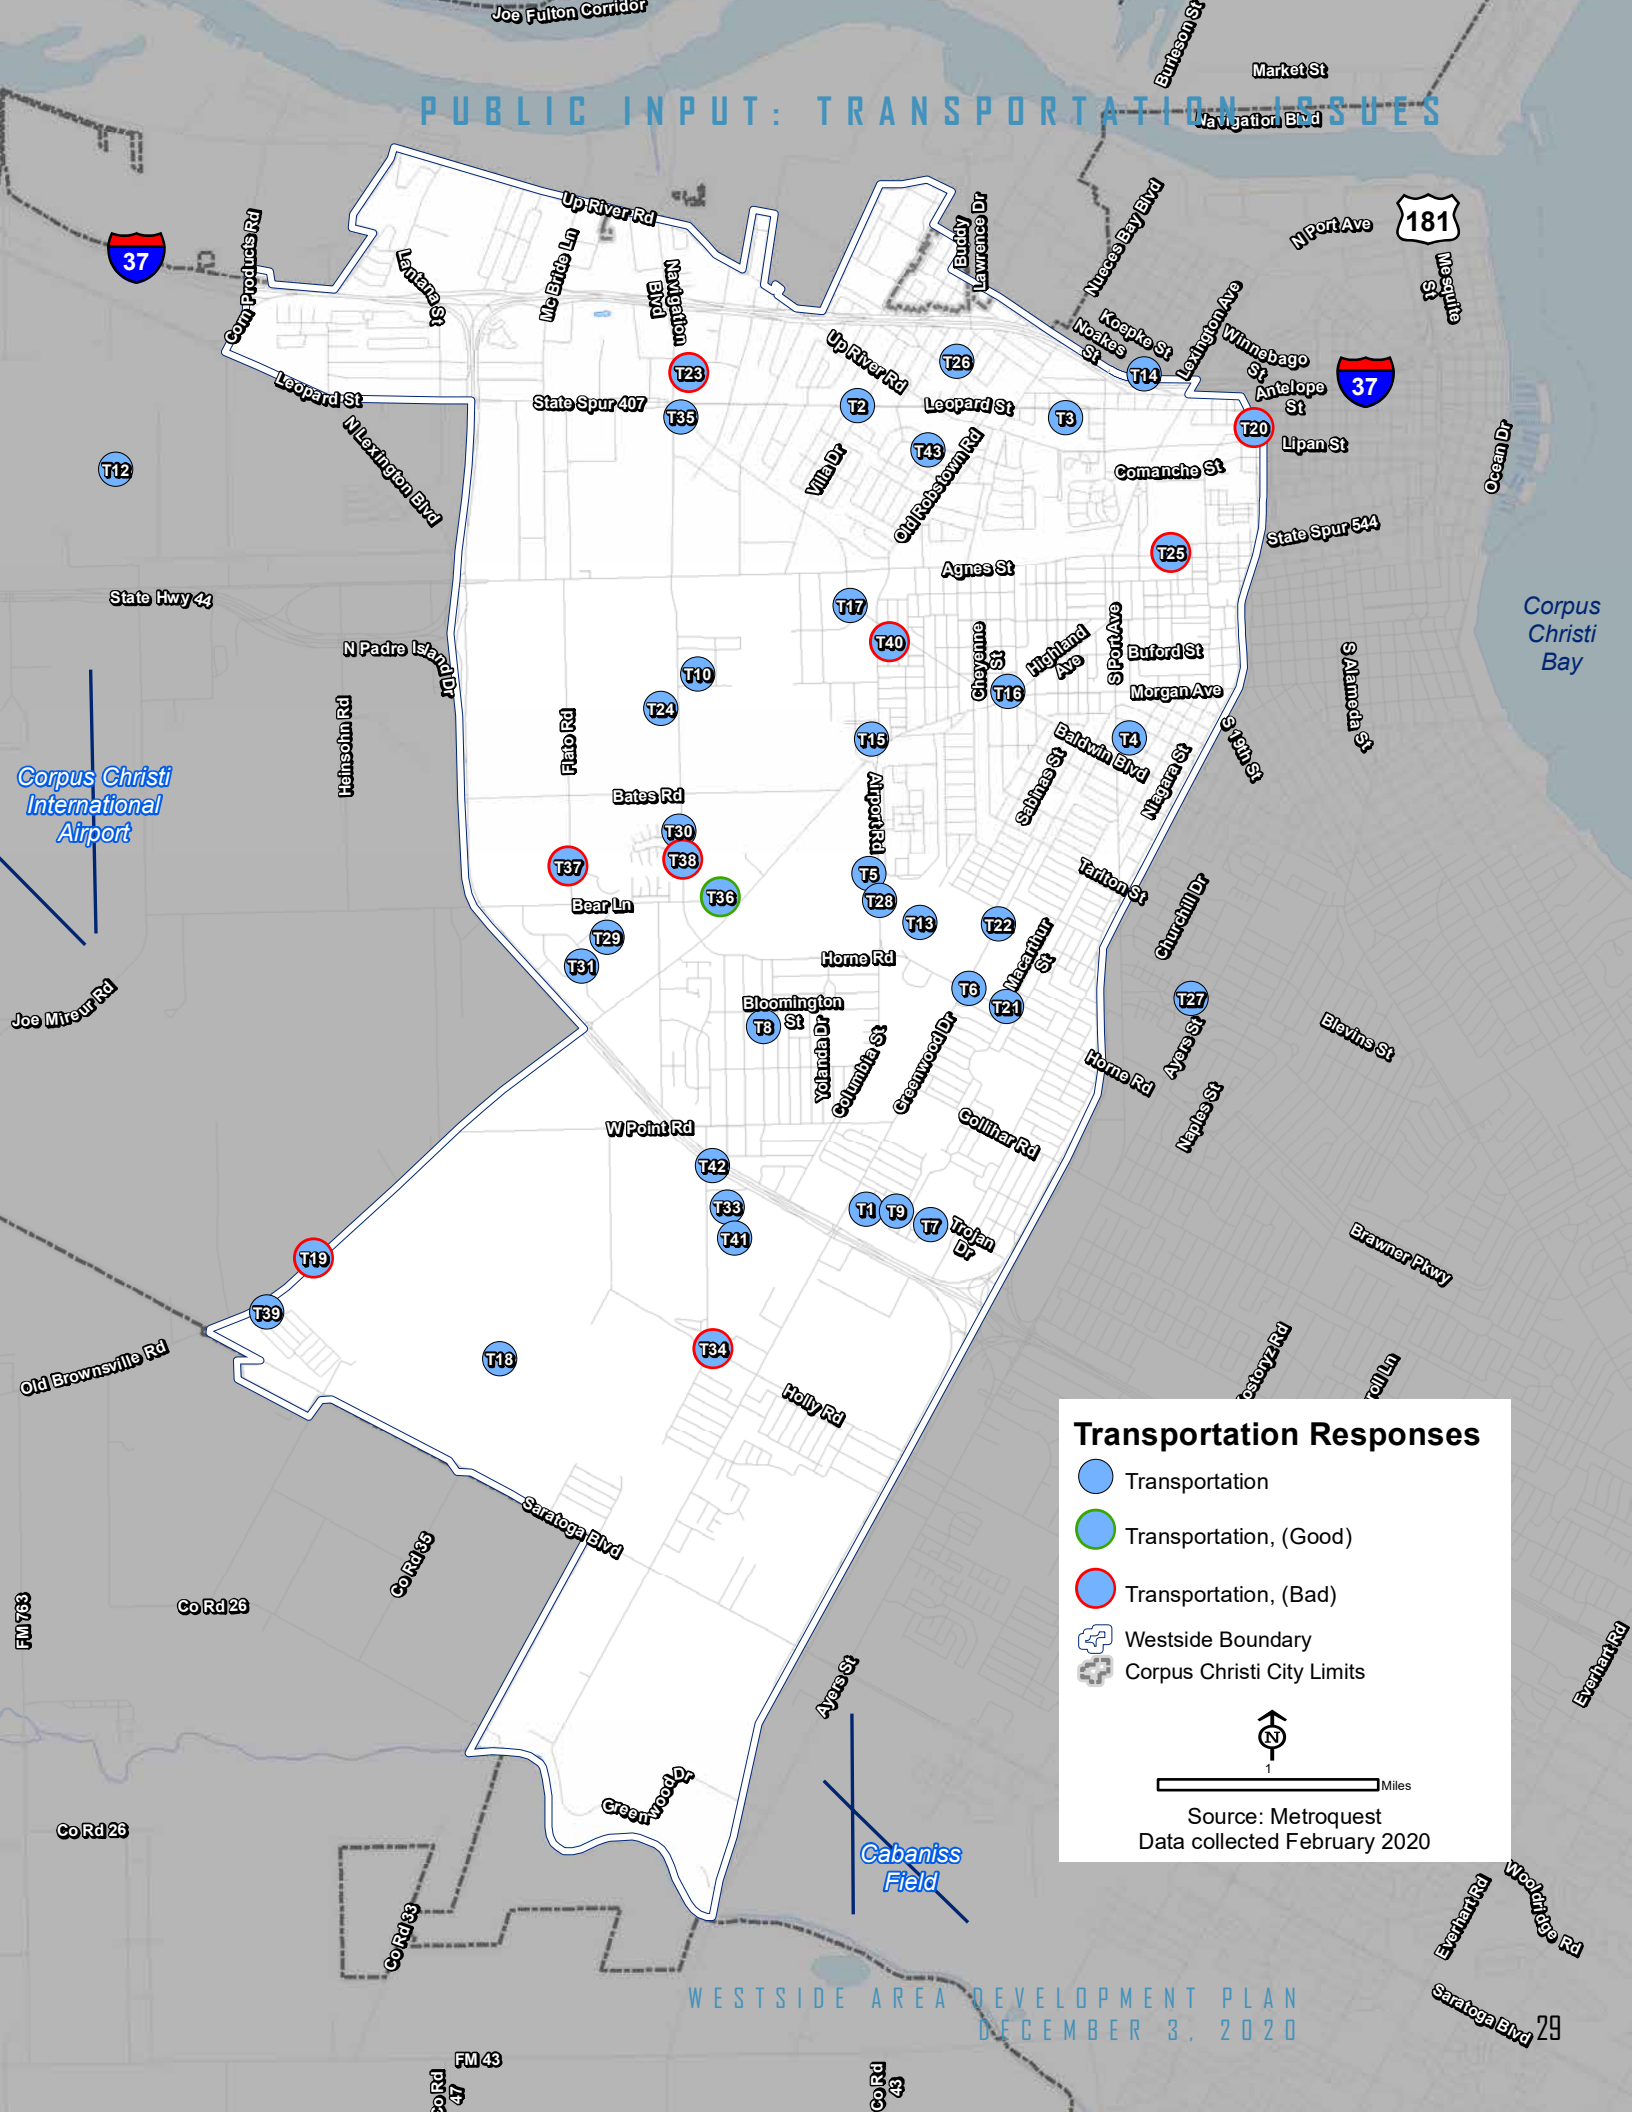 Joe Fulton Corridor
Burleson St
Market St
PUBLIC INPUT: TRANSPORTATION ISSUES
Navigation Blvd
181
N Port Ave
Mesquite
St
Nueces Bay Blvd
Buddy
Lawrence Dr
Up River Rd
Corn Products Rd
37
Lantana St
Mc Bride Ln
Navigation
Blvd
Koepke St
Noakes
St
Lexington Ave
Winnebago
St
Antelope
St
37
Up River Rd
T26
T14
T23
Leopard St
State Spur 407
T35
T2
Leopard St
T3
T20
Lipan St
Ocean Dr
N Lexington Blvd
T12
T43
Villa Dr
Old Robstown Rd
Comanche St
State Spur 544
T25
Agnes St
State Hwy 44
T17
T40
Corpus
Christi
Bay
N Padre Island Dr
Cheyenne
St
Highland
Ave
S Port Ave
Buford St
S Alameda St
T10
T16
Morgan Ave
T24
Heinsohn Rd
Flato Rd
T15
Baldwin Blvd
T4
S 19th St
Corpus Christi
International
Airport
Bates Rd
Airport Rd
Sabinas St
Niagara St
T30
T38
T37
T36
T5
T28
Tarlton St
Churchill Dr
Bear Ln
T29
T13
T22
T31
Horne Rd
Macarthur
St
T6
T21
T27
Joe Mireur Rd
Bloomington
St
T8
Yolanda Dr
Columbia St
Greenwood Dr
Ayers St
Blevins St
Horne Rd
Naples St
W Point Rd
Gollihar Rd
T42
T33
T41
T1
T9
T7
Trojan
Dr
T19
Brawner Pkwy
T39
Old Brownsville Rd
T18
T34
Holly Rd
Saratoga Blvd
Co Rd 35
Co Rd 26
FM 763
Transportation Responses
Transportation
Transportation, (Good)
Transportation, (Bad)
Westside Boundary
Corpus Christi City Limits
N
1
Miles
Source: Metroquest
Data collected February 2020
Everhart Rd
Ayers St
Greenwood Dr
Co Rd 26
Cabaniss
Field
Co Rd 33
Everhart Rd
Wooldridge Rd
Saratoga Blvd
WESTSIDE AREA DEVELOPMENT PLAN
DECEMBER 3, 2020
29
FM 43
Co Rd
47
Co Rd
43